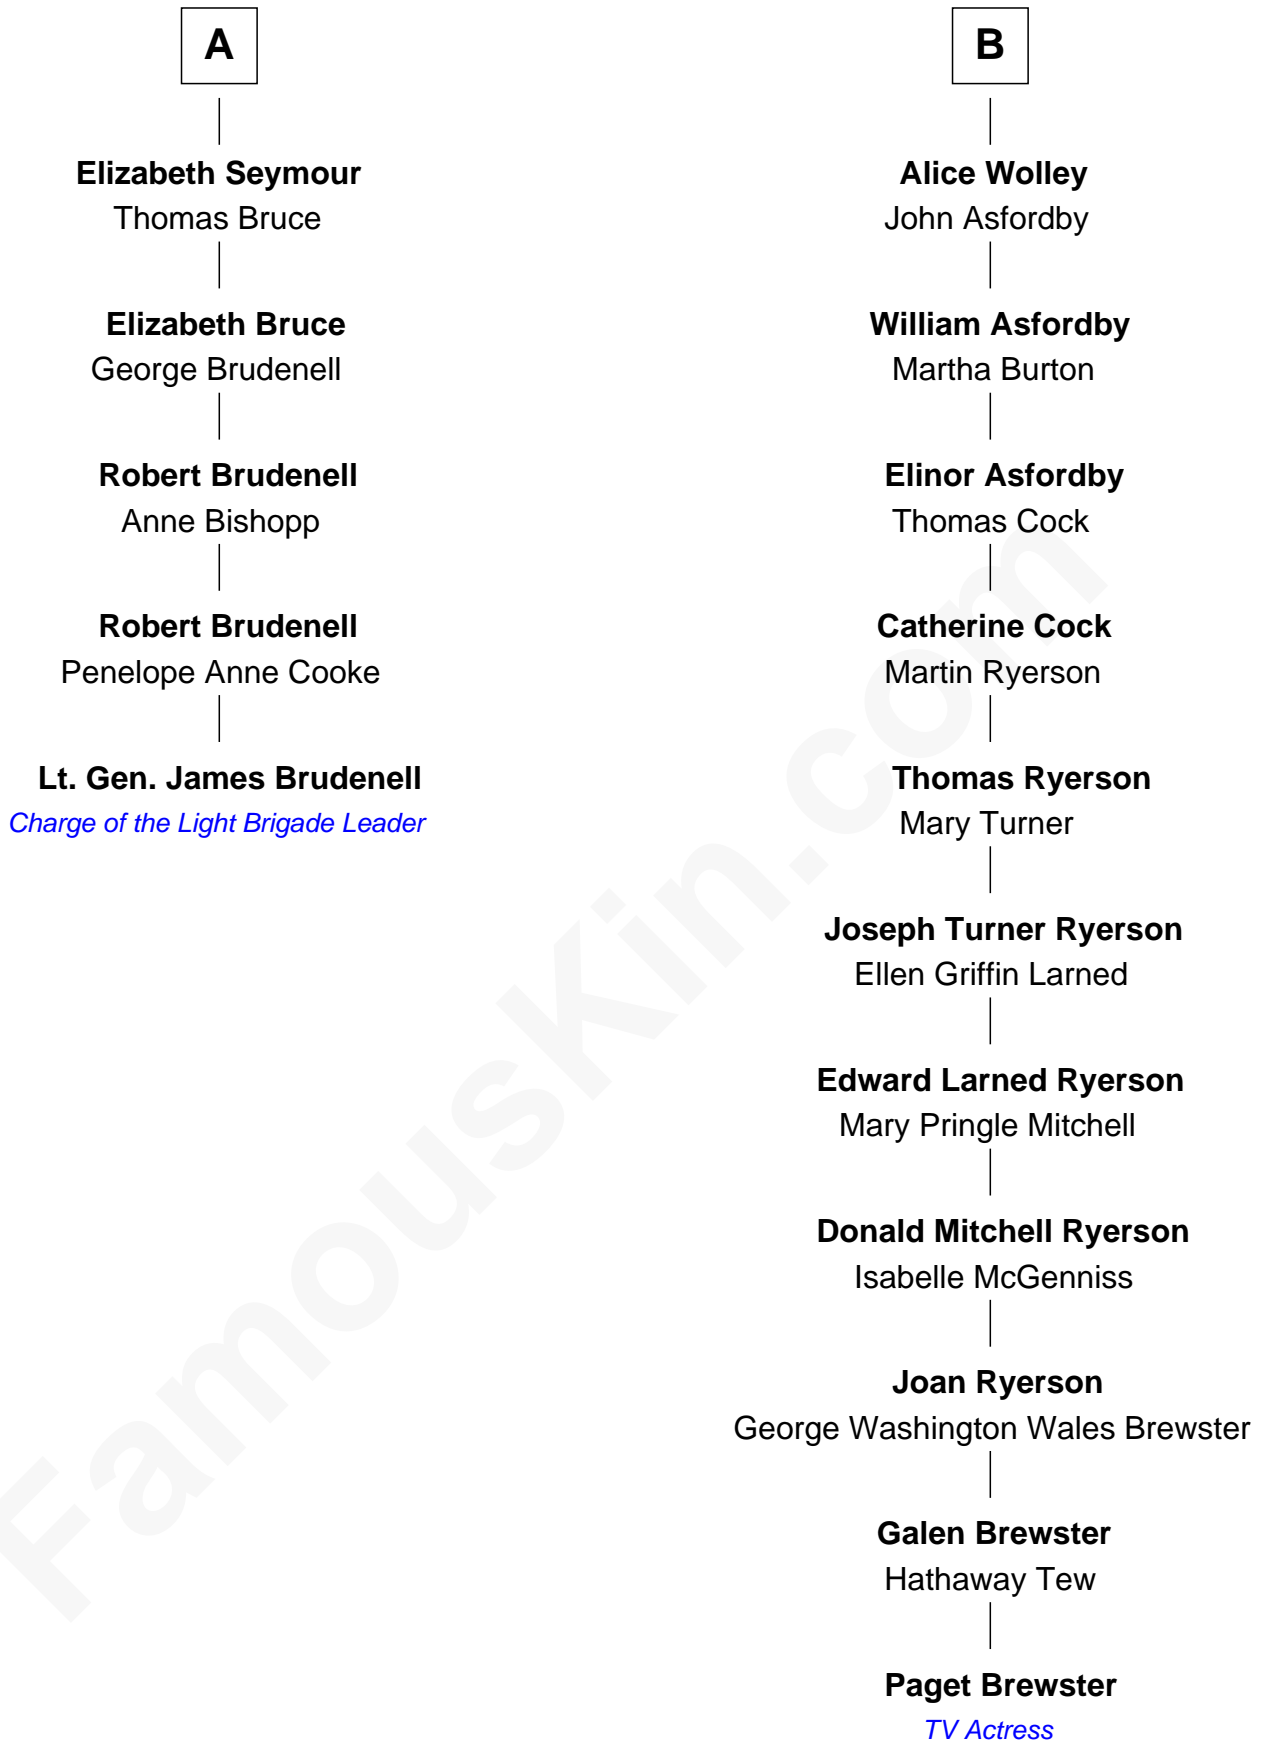 A
Elizabeth Seymour
Thomas Bruce
Elizabeth Bruce
George Brudenell
Robert Brudenell
Anne Bishopp
Robert Brudenell
Penelope Anne Cooke
Lt. Gen. James Brudenell
Charge of the Light Brigade Leader
B
Alice Wolley
John Asfordby
William Asfordby
Martha Burton
Elinor Asfordby
Thomas Cock
Catherine Cock
Martin Ryerson
Thomas Ryerson
Mary Turner
Joseph Turner Ryerson
Ellen Griffin Larned
Edward Larned Ryerson
Mary Pringle Mitchell
Donald Mitchell Ryerson
Isabelle McGenniss
Joan Ryerson
George Washington Wales Brewster
Galen Brewster
Hathaway Tew
Paget Brewster
TV Actress
FamousKin.com